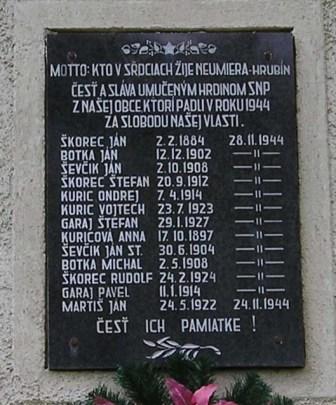 MOTTO: KTO V SŔDCIACH ŽIJE NEUMIERA-HRUBÍN
ČESŤ A SLÁVA UMUČENÝM HRDINOM SNP
Z NAŠEJ OBCE KTORÍ PADLI V ROKU 1944
ZA SLOBODU NAŠEJ VLASTI.
ŠKOREC JÁN 2.2.1884 28.11.1944
BOTKA JÁN 12.12.1902 —॥—
ŠEVČIK JÁN 2.10.1908 —॥—
ŠKOREC ŠTEFAN 20.9.1912 —॥—
KURIC ONDREJ 7.4.1914 —॥—
KURIC VOJTECH 23.7.1923 —॥—
GARAJ ŠTEFAN 29.1.1927 —॥—
KURICOVÁ ANNA 17.10.1897 —॥—
ŠEVČIK JÁN ST. 30.6.1904 —॥—
BOTKA MICHAL 2.5.1908 —॥—
ŠKOREC RUDOLF 24.2.1924 —॥—
GARAJ PAVEL 11.1.1914 —॥—
MARTIŠ JÁN 24.5.1922 24.11.1944
ČESŤ ICH PAMIATKE !